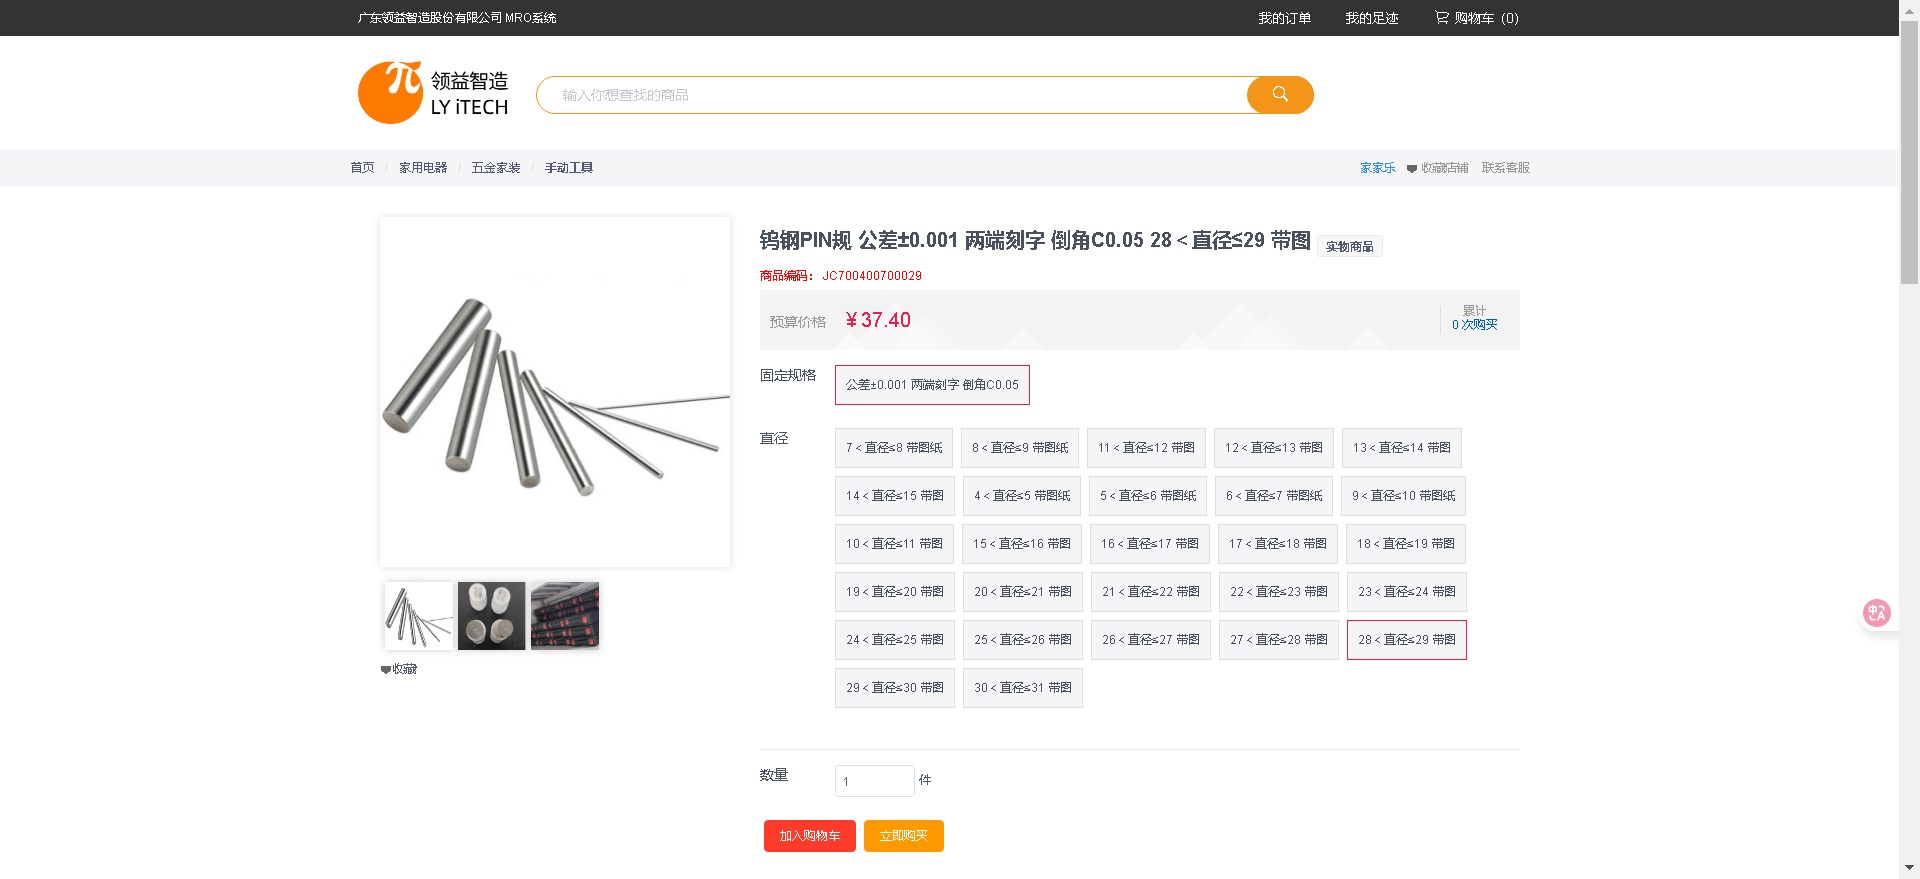 广东领益智造股份有限公司 MRO系统
我的订单 我的足迹 购物车 (0)
领益智造
LY iTECH
输入你想查找的商品
首页 / 家用电器 / 五金家装 / 手动工具
家家乐 收藏店铺 联系客服
钨钢PIN规 公差±0.001 两端刻字 倒角C0.05 28＜直径≤29 带图 实物商品
商品编码： JC700400700029
预算价格 ¥ 37.40
累计
0 次购买
固定规格 公差±0.001 两端刻字 倒角C0.05
直径 7＜直径≤8 带图纸 8＜直径≤9 带图纸 11＜直径≤12 带图 12＜直径≤13 带图 13＜直径≤14 带图
14＜直径≤15 带图 4＜直径≤5 带图纸 5＜直径≤6 带图纸 6＜直径≤7 带图纸 9＜直径≤10 带图纸
10＜直径≤11 带图 15＜直径≤16 带图 16＜直径≤17 带图 17＜直径≤18 带图 18＜直径≤19 带图
19＜直径≤20 带图 20＜直径≤21 带图 21＜直径≤22 带图 22＜直径≤23 带图 23＜直径≤24 带图
24＜直径≤25 带图 25＜直径≤26 带图 26＜直径≤27 带图 27＜直径≤28 带图 28＜直径≤29 带图
29＜直径≤30 带图 30＜直径≤31 带图
收藏
数量 1 件
加入购物车 立即购买